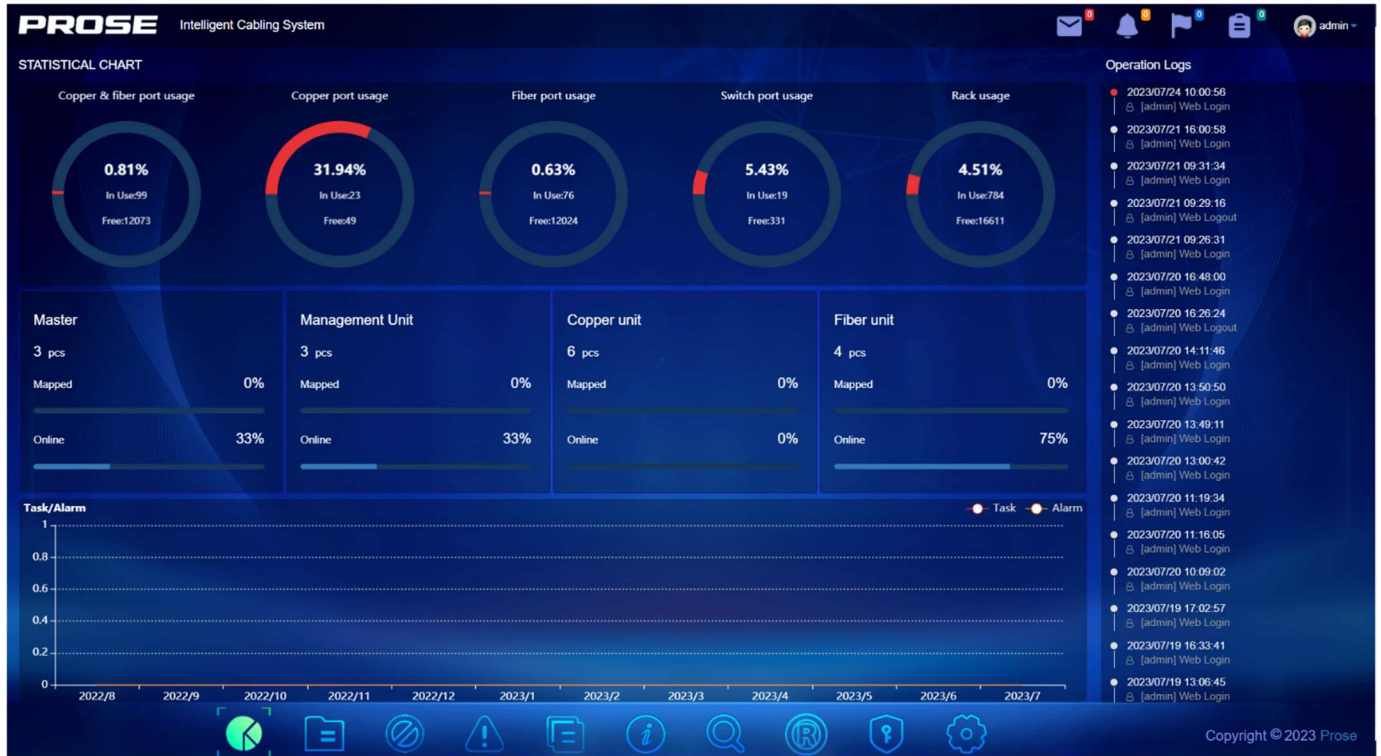 PROSE Intelligent Cabling System
0 0 0 0 admin
STATISTICAL CHART
Copper & fiber port usage
0.81%
In Use:99
Free:12073
Copper port usage
31.94%
In Use:23
Free:49
Fiber port usage
0.63%
In Use:76
Free:12024
Switch port usage
5.43%
In Use:19
Free:331
Rack usage
4.51%
In Use:784
Free:16611
Master
3 pcs
Mapped 0%
Online 33%
Management Unit
3 pcs
Mapped 0%
Online 33%
Copper unit
6 pcs
Mapped 0%
Online 0%
Fiber unit
4 pcs
Mapped 0%
Online 75%
Task/Alarm
Task Alarm
1
0.8
0.6
0.4
0.2
0
2022/8 2022/9 2022/10 2022/11 2022/12 2023/1 2023/2 2023/3 2023/4 2023/5 2023/6 2023/7
Operation Logs
2023/07/24 10:00:56
[admin] Web Login
2023/07/21 16:00:58
[admin] Web Login
2023/07/21 09:31:34
[admin] Web Login
2023/07/21 09:29:16
[admin] Web Logout
2023/07/21 09:26:31
[admin] Web Login
2023/07/20 16:48:00
[admin] Web Login
2023/07/20 16:26:24
[admin] Web Logout
2023/07/20 14:11:46
[admin] Web Login
2023/07/20 13:50:50
[admin] Web Login
2023/07/20 13:49:11
[admin] Web Login
2023/07/20 13:00:42
[admin] Web Login
2023/07/20 11:19:34
[admin] Web Login
2023/07/20 11:16:05
[admin] Web Login
2023/07/20 10:09:02
[admin] Web Login
2023/07/19 17:02:57
[admin] Web Login
2023/07/19 16:33:41
[admin] Web Login
2023/07/19 13:06:45
[admin] Web Login
i R
Copyright © 2023 Prose